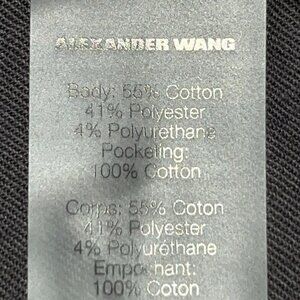 ALEXANDER WANG
Body: 55% Cotton
41% Polyester
4% Polyurethane
Pocketing:
100% Cotton
Corps: 55% Coton
41% Polyester
4% Polyuréthane
Empochant:
100% Coton